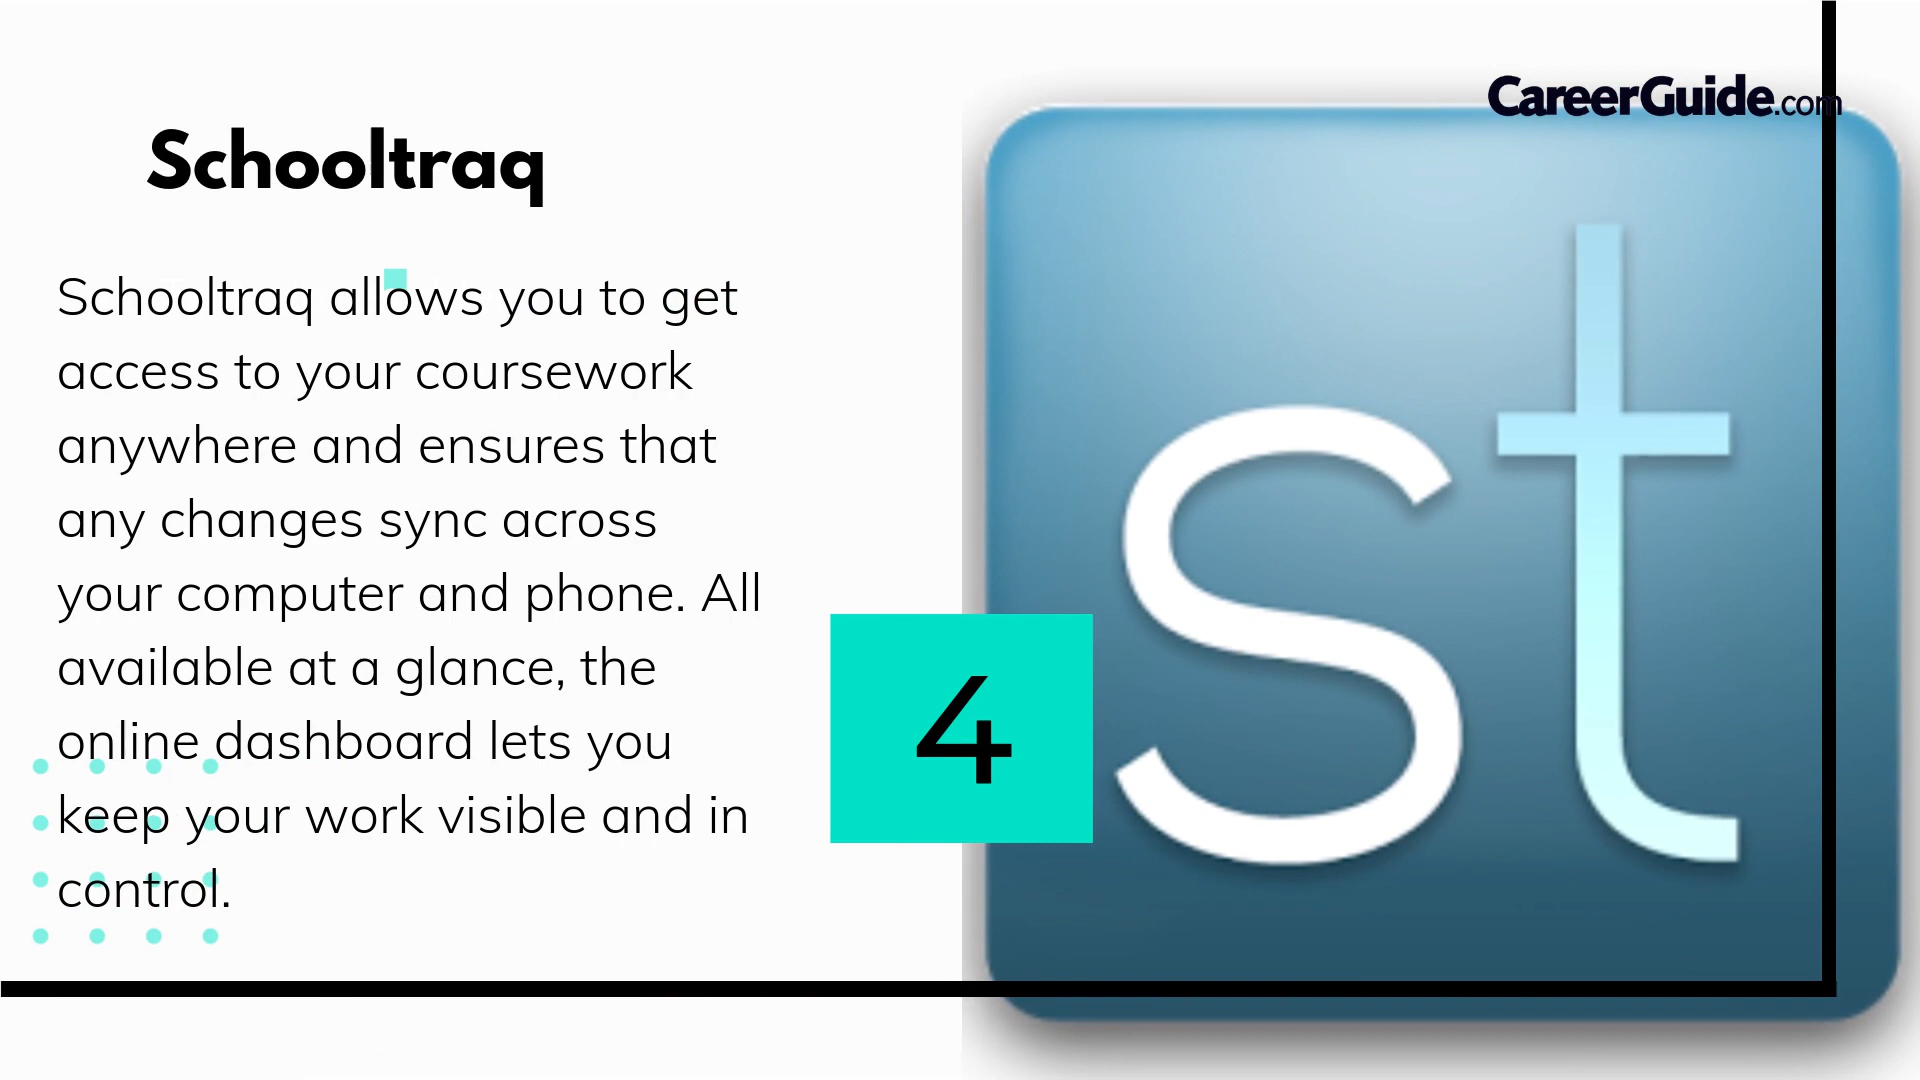 CareerGuide.com
Schooltraq
Schooltraq allows you to get
access to your coursework
anywhere and ensures that
any changes sync across
your computer and phone. All
available at a glance, the
online dashboard lets you
keep your work visible and in
control.
4
st